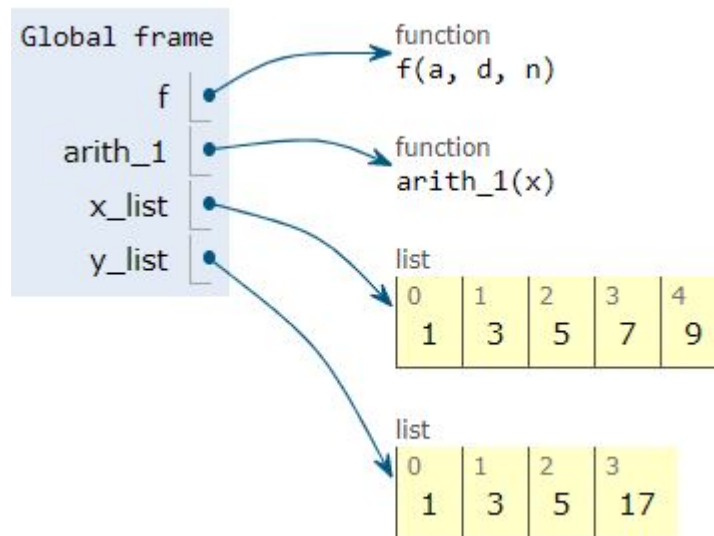 Global frame
f
arith_1
x_list
y_list
function
f(a, d, n)
function
arith_1(x)
list
0 1 2 3 4
1 3 5 7 9
list
0 1 2 3
1 3 5 17